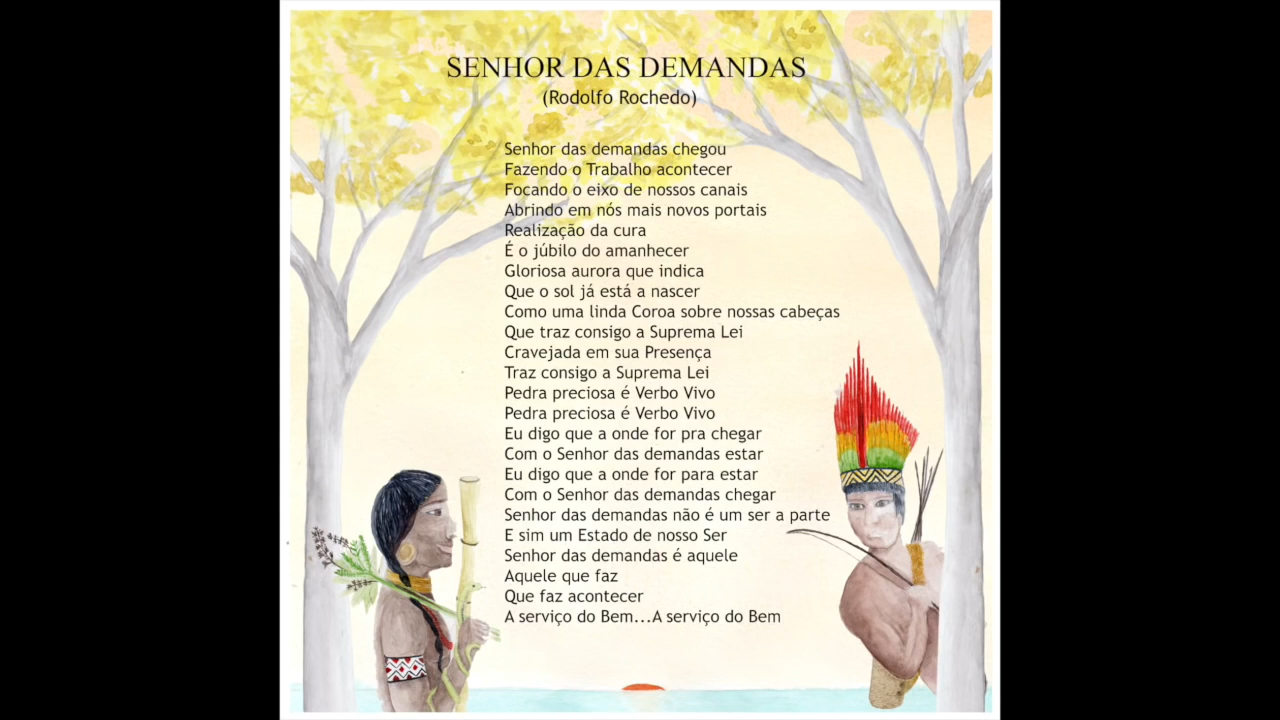 SENHOR DAS DEMANDAS
(Rodolfo Rochedo)
Senhor das demandas chegou
Fazendo o Trabalho acontecer
Focando o eixo de nossos canais
Abrindo em nós mais novos portais
Realização da cura
É o júbilo do amanhecer
Gloriosa aurora que indica
Que o sol já está a nascer
Como uma linda Coroa sobre nossas cabeças
Que traz consigo a Suprema Lei
Cravejada em sua Presença
Traz consigo a Suprema Lei
Pedra preciosa é Verbo Vivo
Pedra preciosa é Verbo Vivo
Eu digo que a onde for pra chegar
Com o Senhor das demandas estar
Eu digo que a onde for para estar
Com o Senhor das demandas chegar
Senhor das demandas não é um ser a parte
E sim um Estado de nosso Ser
Senhor das demandas é aquele
Aquele que faz
Que faz acontecer
A serviço do Bem...A serviço do Bem